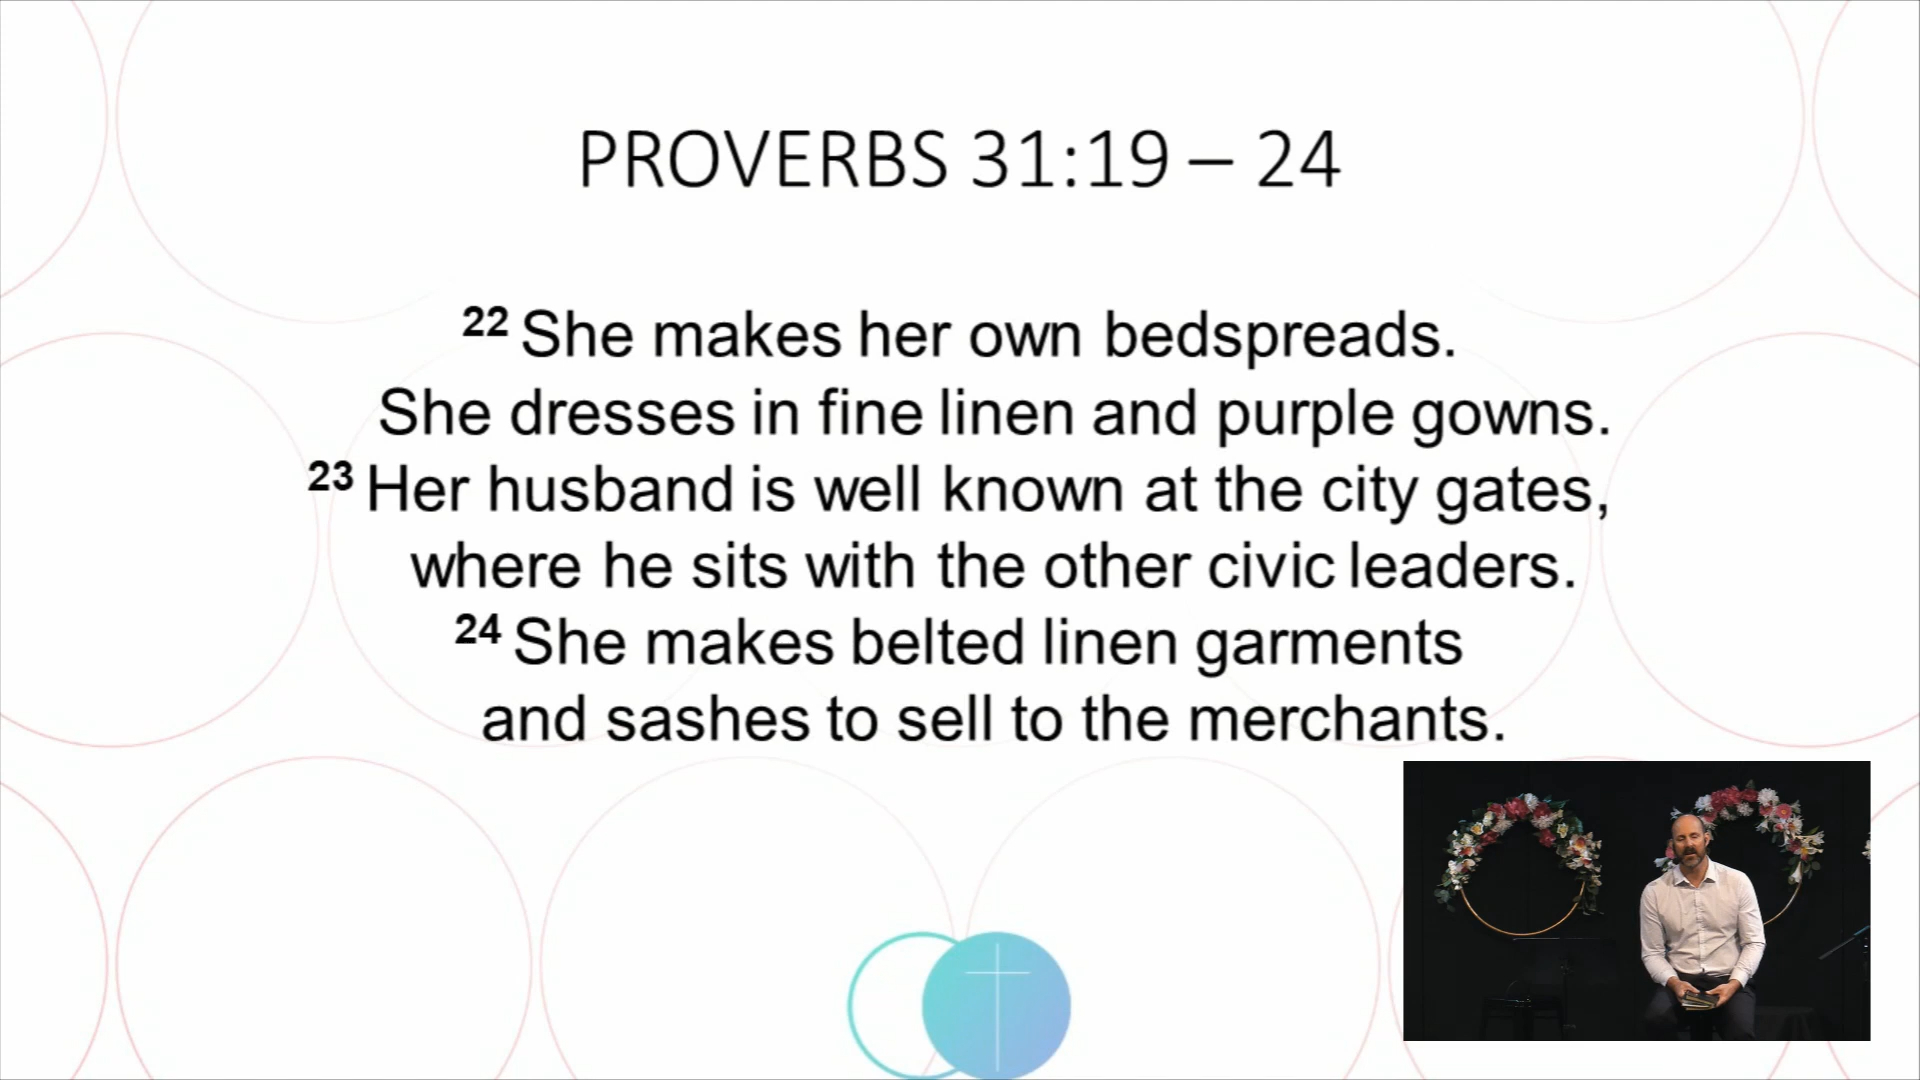 PROVERBS 31:19 – 24
22 She makes her own bedspreads.
She dresses in fine linen and purple gowns.
23 Her husband is well known at the city gates,
where he sits with the other civic leaders.
24 She makes belted linen garments
and sashes to sell to the merchants.